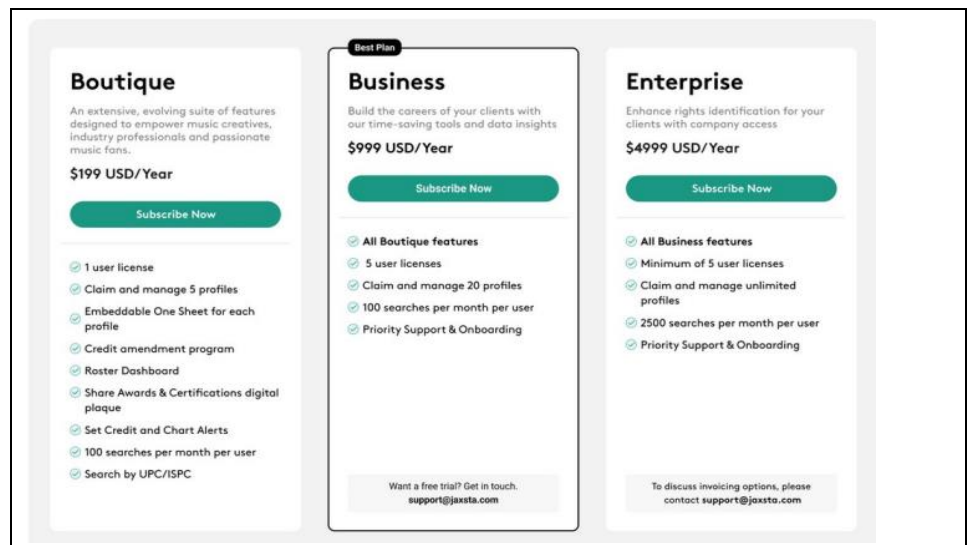 Boutique
An extensive, evolving suite of features
designed to empower music creatives,
industry professionals and passionate
music fans.
$199 USD/Year
Subscribe Now
1 user license
Claim and manage 5 profiles
Embeddable One Sheet for each
profile
Credit amendment program
Roster Dashboard
Share Awards & Certifications digital
plaque
Set Credit and Chart Alerts
100 searches per month per user
Search by UPC/ISPC
Best Plan
Business
Build the careers of your clients with
our time-saving tools and data insights
$999 USD/Year
Subscribe Now
All Boutique features
5 user licenses
Claim and manage 20 profiles
100 searches per month per user
Priority Support & Onboarding
Want a free trial? Get in touch.
support@jaxsta.com
Enterprise
Enhance rights identification for your
clients with company access
$4999 USD/Year
Subscribe Now
All Business features
Minimum of 5 user licenses
Claim and manage unlimited
profiles
2500 searches per month per user
Priority Support & Onboarding
To discuss invoicing options, please
contact support@jaxsta.com